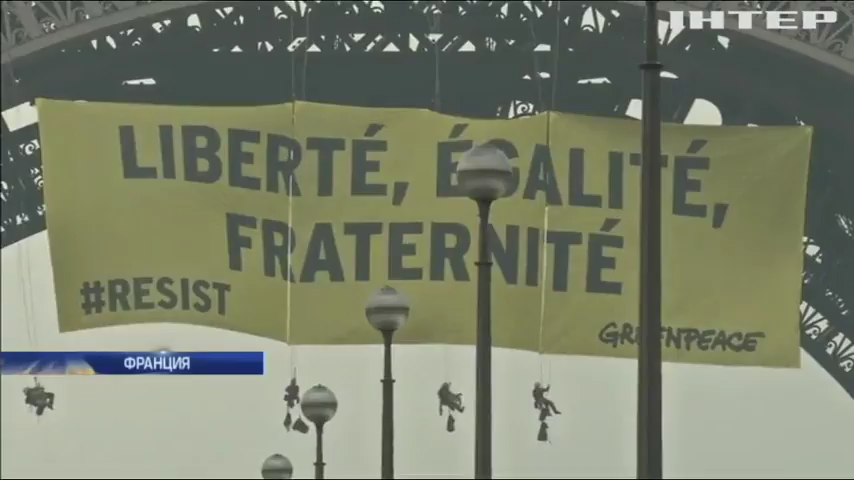 ІНТЕР
LIBERTÉ, ÉGALITÉ,
FRATERNITÉ
#RESIST
GREENPEACE
ФРАНЦИЯ